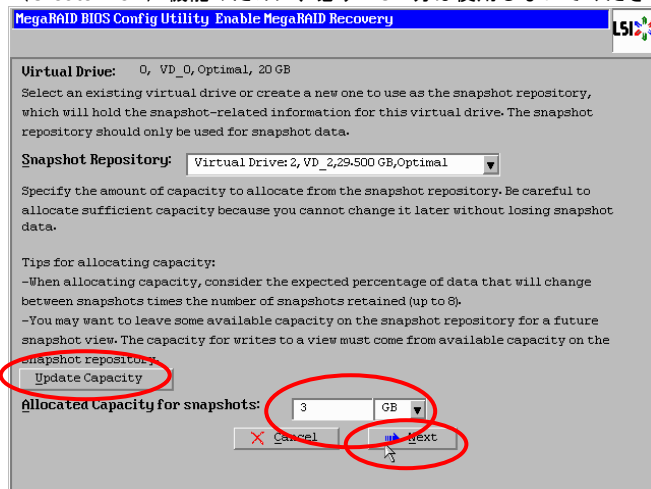 MegaRAID BIOS Config Utility Enable MegaRAID Recovery
LSI
Virtual Drive: 0, VD_0, Optimal, 20 GB
Select an existing virtual drive or create a new one to use as the snapshot repository,
which will hold the snapshot-related information for this virtual drive. The snapshot
repository should only be used for snapshot data.
Snapshot Repository: Virtual Drive: 2, VD_2,29.500 GB,Optimal
Specify the amount of capacity to allocate from the snapshot repository. Be careful to
allocate sufficient capacity because you cannot change it later without losing snapshot
data.
Tips for allocating capacity:
-When allocating capacity, consider the expected percentage of data that will change
between snapshots times the number of snapshots retained (up to 8).
-You may want to leave some available capacity on the snapshot repository for a future
snapshot view. The capacity for writes to a view must come from available capacity on the
snapshot repository.
Update Capacity
Allocated Capacity for snapshots: 3 GB
Cancel Next